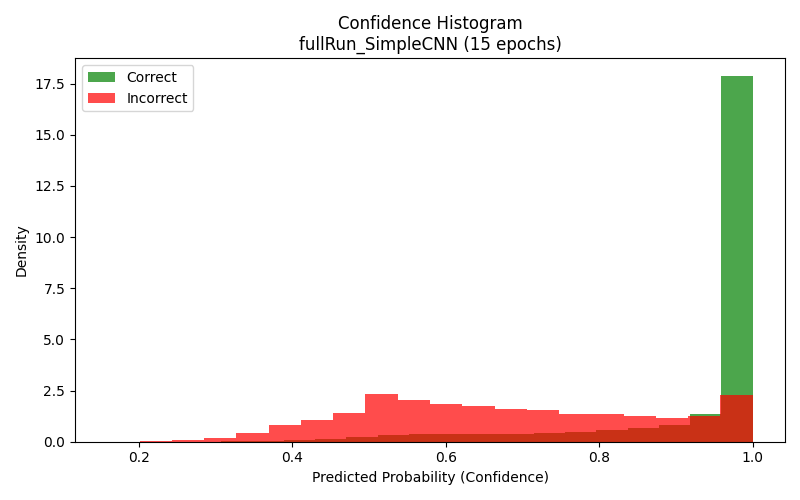 Confidence Histogram
fullRun_SimpleCNN (15 epochs)
Correct
Incorrect
17.5
15.0
12.5
10.0
7.5
5.0
2.5
0.0
Density
0.2 0.4 0.6 0.8 1.0
Predicted Probability (Confidence)